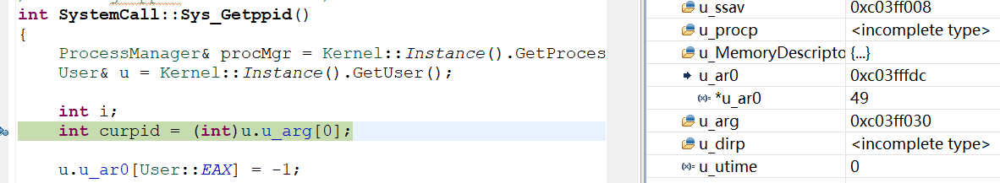 int SystemCall::Sys_Getppid()
{
ProcessManager& procMgr = Kernel::Instance().GetProces
User& u = Kernel::Instance().GetUser();
int i;
int curpid = (int)u.u_arg[0];
u.u_ar0[User::EAX] = -1;
u_ssav 0xc03ff008
u_procp <incomplete type>
u_MemoryDescripto {...}
u_ar0 0xc03fffdc
(x)= *u_ar0 49
u_arg 0xc03ff030
u_dirp <incomplete type>
(x)= u_utime 0